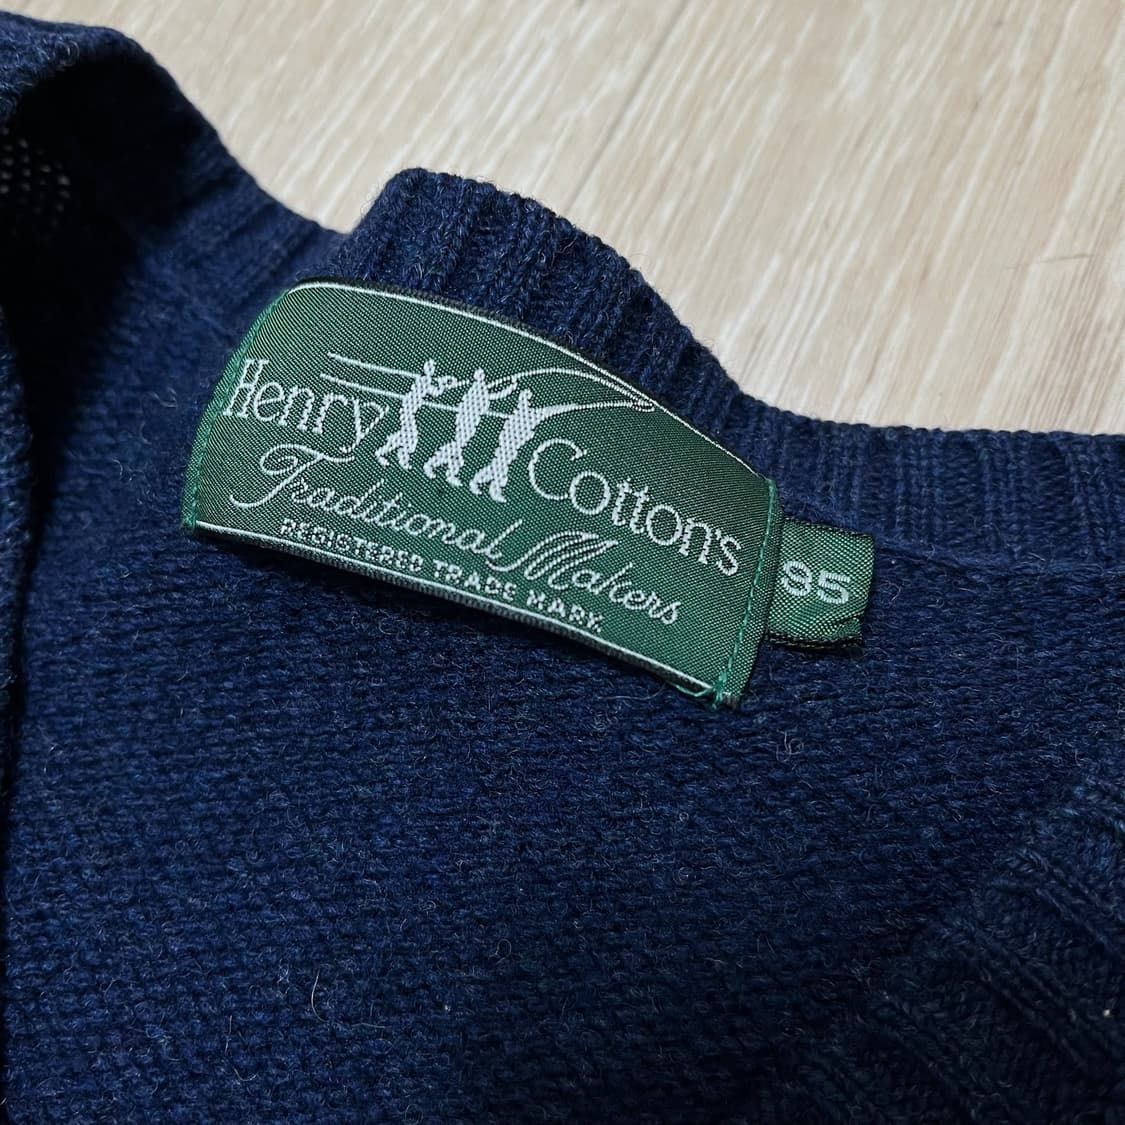 Henry Cotton's
Traditional Makers
REGISTERED TRADE MARK
95